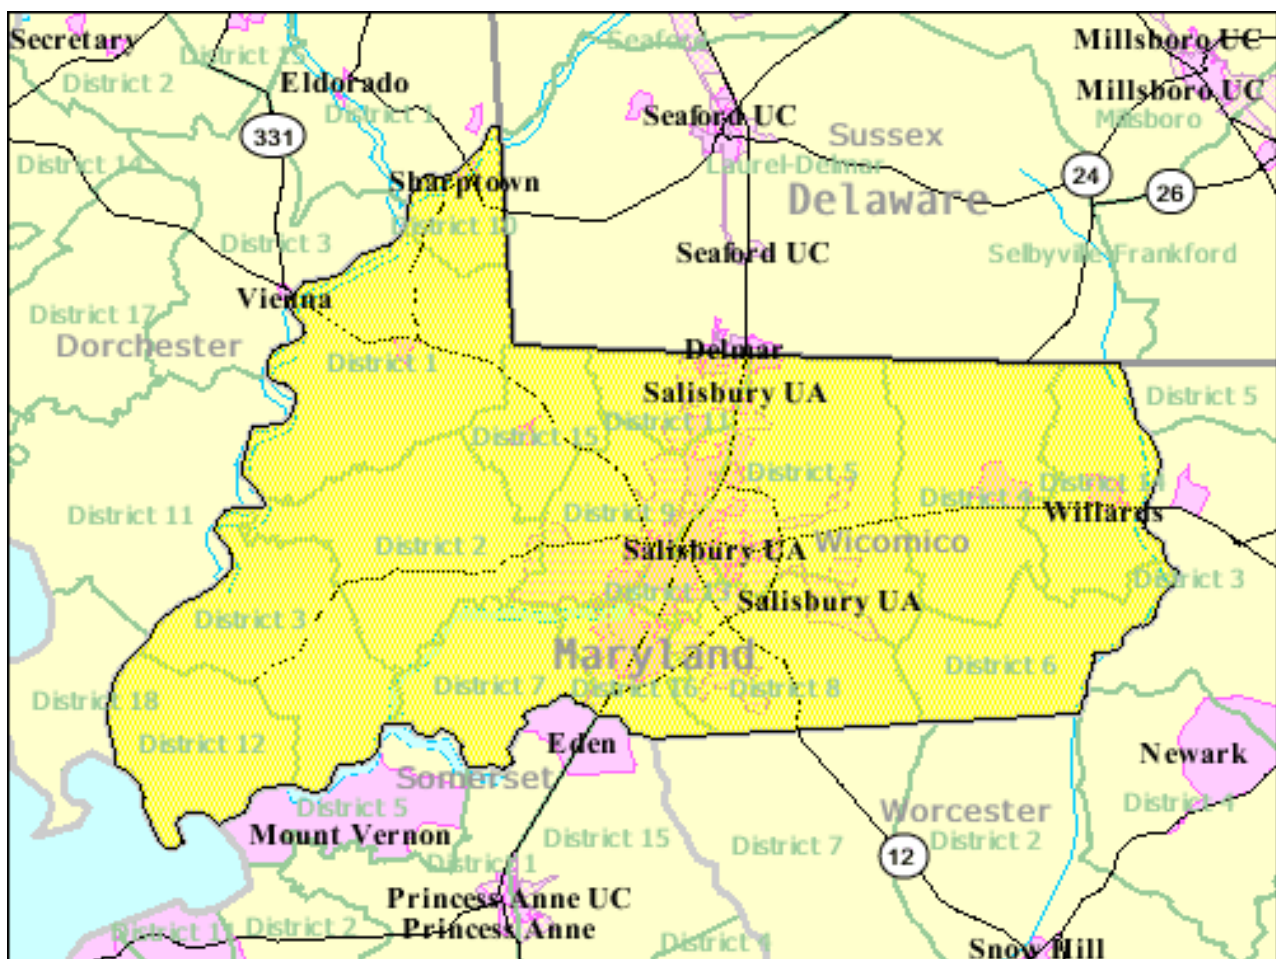 Secretary
Millsboro UC
Seaford
District 15
District 2
Eldorado
Millsboro UC
District 1
Seaford UC
Millsboro
331
Sussex
District 14
Laurel-Delmar
24
Sharptown
26
Delaware
District 10
District 3
Seaford UC
Selbyville-Frankford
Vienna
District 17
Dorchester
Delmar
District 1
Salisbury UA
District 5
District 11
District 15
District 5
District 14
District 4
District 11
District 9
Willards
District 2
Salisbury UA
Wicomico
District 3
District 13
Salisbury UA
District 3
Maryland
District 6
District 7
District 16
District 8
District 18
District 12
Eden
Newark
Somerset
District 5
Worcester
District 4
Mount Vernon
District 15
District 7
District 2
12
District 1
Princess Anne UC
District 11
District 2
Princess Anne
District 4
Snow Hill